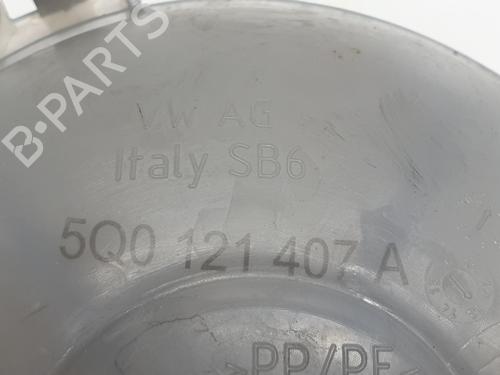 B-PARTS
VW AG
Italy SB6
5Q0 121 407 A
>PP/PE<